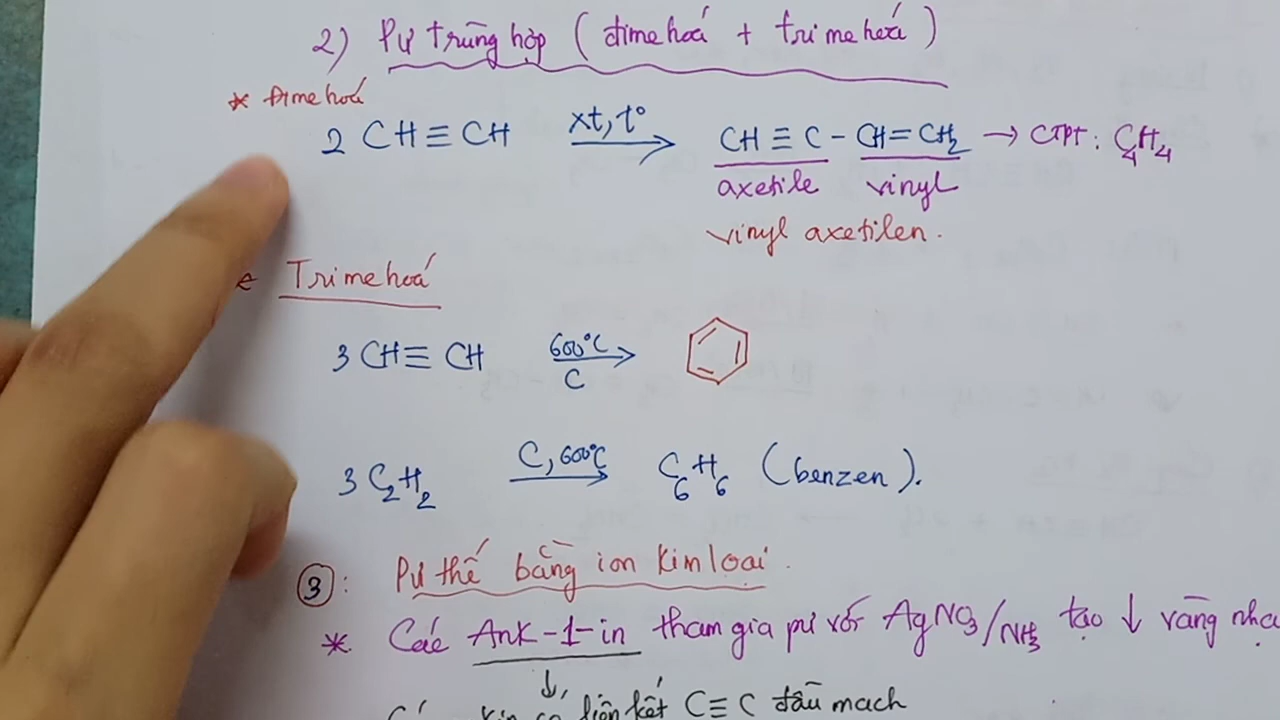 2) Pư trùng hợp ( đime hoá + trime hoá )
* Đime hoá
2 CH≡CH xt, t° → CH≡C-CH=CH₂ → CTPT : C₄H₄
axetile vinyl
vinyl axetilen.
* Trime hoá
3 CH≡CH 600°C → C
3 C₂H₂ C, 600°C → C₆H₆ (benzen).
③: Pư thế bằng ion kim loại.
* Các Ank-1-in tham gia pư với AgNO₃/NH₃ tạo ↓ vàng nhạ
↓,
liên kết C≡C đầu mạch